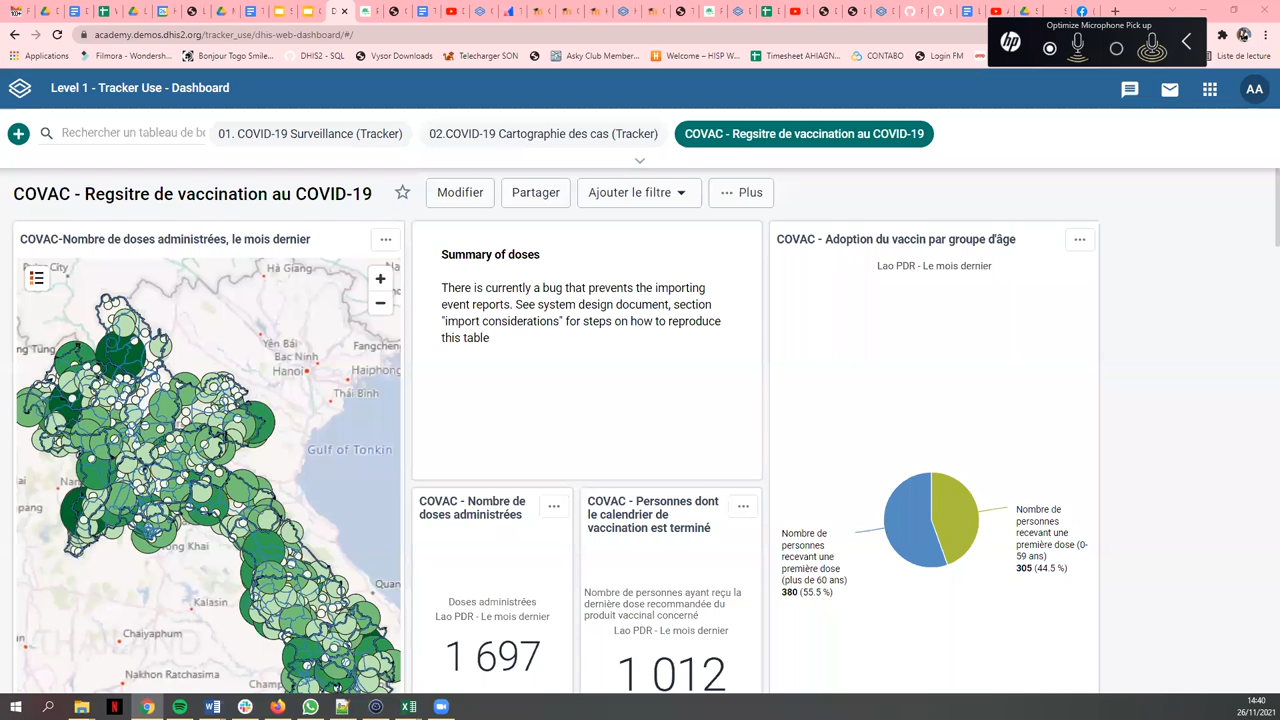 Optimize Microphone Pick up
academy.demos.dhis2.org/tracker_use/dhis-web-dashboard/#/
Applications
Filmora - Wondersh...
Bonjour Togo Smile...
DHIS2 - SL
Vysor Downloads
Telecharger SON
Asky Club Member...
Welcome – HISP W...
Timesheet AHIAGN...
CONTABO
Login FM
Liste de lecture
Level 1 - Tracker Use - Dashboard
AA
Rechercher un tableau de bo
01. COVID-19 Surveillance (Tracker)
02.COVID-19 Cartographie des cas (Tracker)
COVAC - Regsitre de vaccination au COVID-19
COVAC - Regsitre de vaccination au COVID-19
Modifier
Partager
Ajouter le filtre
Plus
COVAC-Nombre de doses administrées, le mois dernier
Hà Giang
Yên Bái
Bac Ninh
Hanoi
Fangchen
Haiphong
Thái Bình
ng Tung
Gulf of Tonkin
Nan
pang
ong Khai
Quan
Kalasin
Chaiyaphum
Nakhon Ratchasima
Champ
Summary of doses
There is currently a bug that prevents the importing
event reports. See system design document, section
"import considerations" for steps on how to reproduce
this table
COVAC - Nombre de
doses administrées
Doses administrées
Lao PDR - Le mois dernier
1 697
COVAC - Personnes dont
le calendrier de
vaccination est terminé
Nombre de personnes ayant reçu la
dernière dose recommandée du
produit vaccinal concerné
Lao PDR - Le mois dernier
1 012
COVAC - Adoption du vaccin par groupe d'âge
Lao PDR - Le mois dernier
Nombre de
personnes
recevant une
première dose
(plus de 60 ans)
380 (55.5 %)
Nombre de
personnes
recevant une
première dose (0-
59 ans)
305 (44.5 %)
14:40
26/11/2021